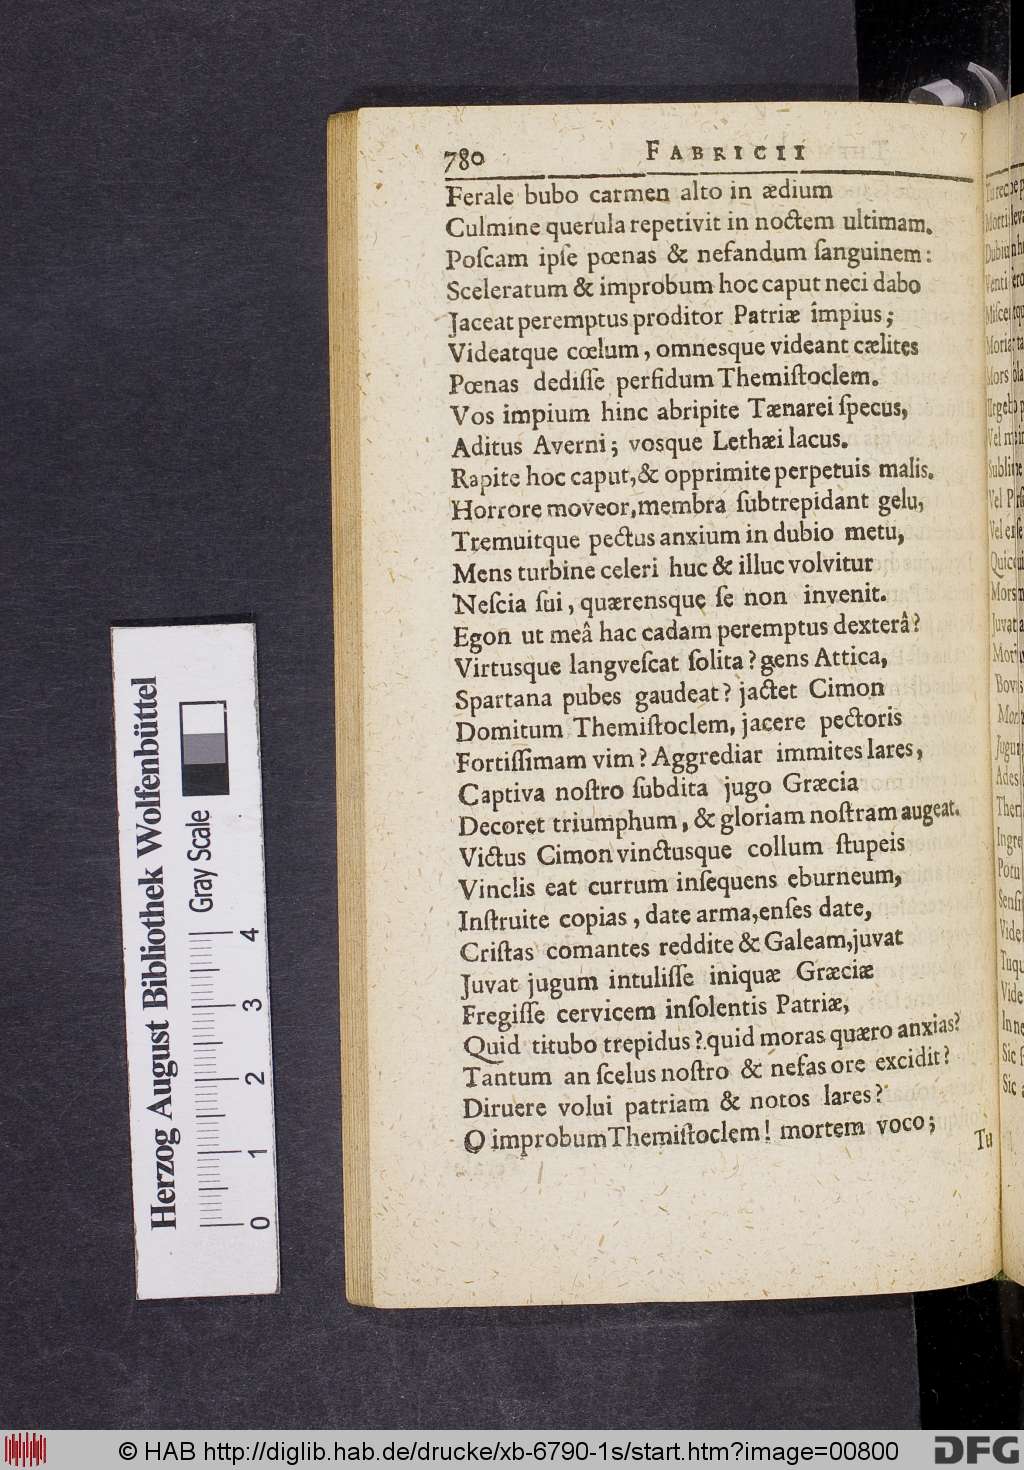 780 FABRICII
Ferale bubo carmen alto in ædium
Culmine querula repetivit in noctem ultimam.
Poſcam ipſe pœnas & nefandum ſanguinem:
Sceleratum & improbum hoc caput neci dabo
Jaceat peremptus proditor Patriæ impius;
Videatque cœlum, omnesque videant cælites
Pœnas dediſſe perfidum Themiſtoclem.
Vos impium hinc abripite Tænarei ſpecus,
Aditus Averni; vosque Lethæi lacus.
Rapite hoc caput, & opprimite perpetuis malis.
Horrore moveor, membra ſubtrepidant gelu,
Tremuitque pectus anxium in dubio metu,
Mens turbine celeri huc & illuc volvitur
Neſcia ſui, quærensque ſe non invenit.
Egon ut meâ hac cadam peremptus dexterâ?
Virtusque langveſcat ſolita? gens Attica,
Spartana pubes gaudeat? jactet Cimon
Domitum Themiſtoclem, jacere pectoris
Fortiſſimam vim? Aggrediar immites lares,
Captiva noſtro ſubdita jugo Græcia
Decoret triumphum, & gloriam noſtram augeat.
Victus Cimon vinctusque collum ſtupeis
Vinclis eat currum inſequens eburneum,
Inſtruite copias, date arma, enſes date,
Criſtas comantes reddite & Galeam, juvat
Juvat jugum intuliſſe iniquæ Græciæ
Fregiſſe cervicem inſolentis Patriæ,
Quid titubo trepidus? quid moras quæro anxias?
Tantum an ſcelus noſtro & nefas ore excidit?
Diruere volui patriam & notos lares?
O improbum Themiſtoclem! mortem voco;
Tu
Herzog August Bibliothek Wolfenbüttel
Gray Scale
0 1 2 3 4
© HAB http://diglib.hab.de/drucke/xb-6790-1s/start.htm?image=00800
DFG